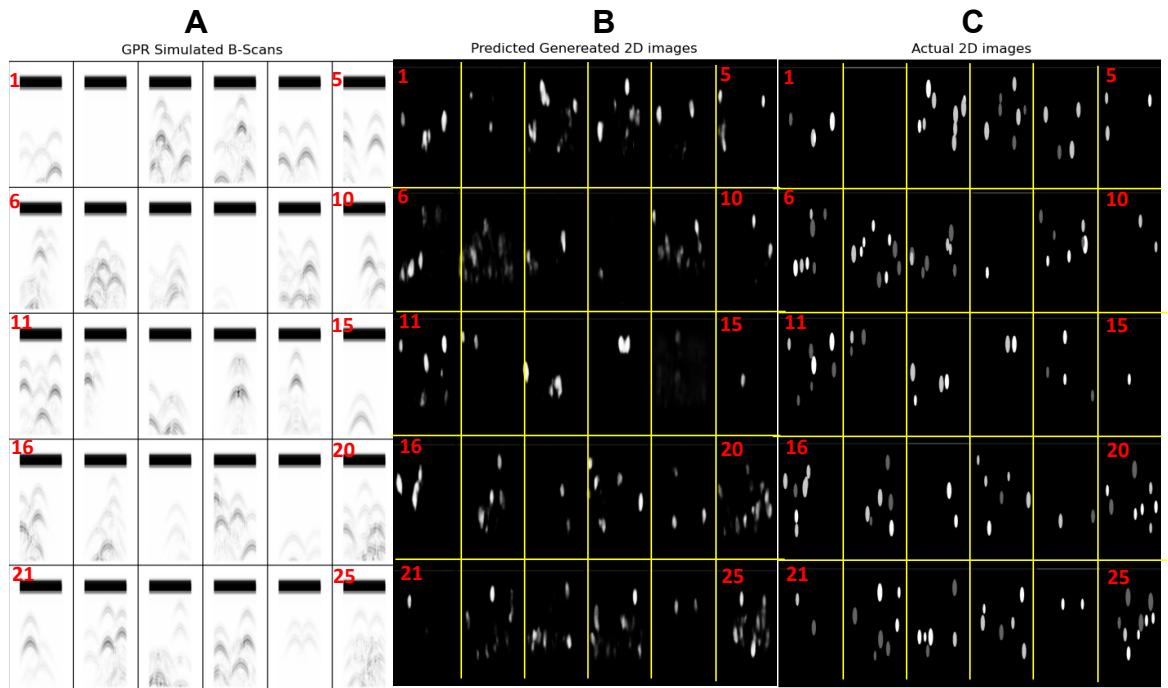 A B C
GPR Simulated B-Scans Predicted Genereated 2D images Actual 2D images
1 5 1 5 1 5
6 10 6 10 6 10
11 15 11 15 11 15
16 20 16 20 16 20
21 25 21 25 21 25